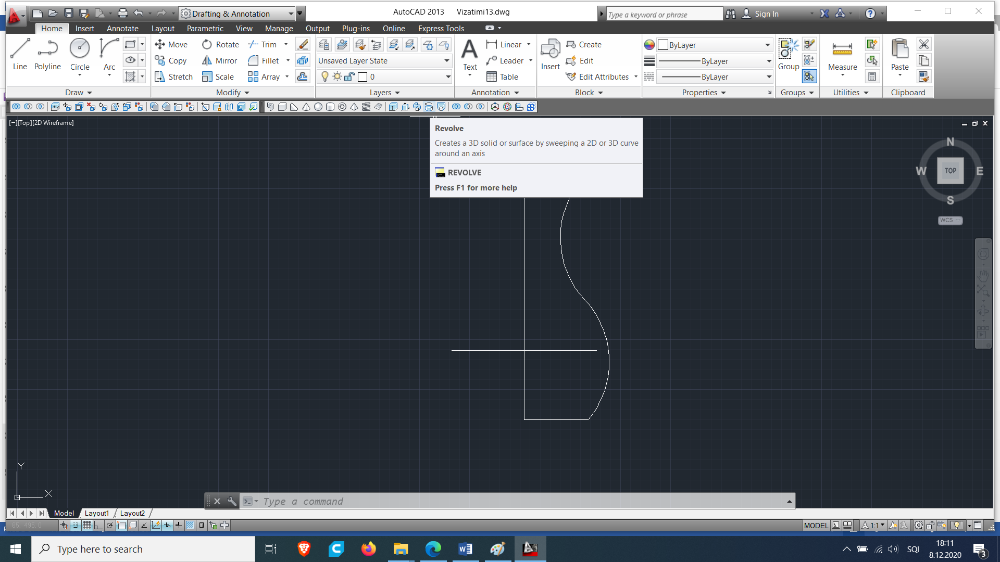 Drafting & Annotation
AutoCAD 2013 Vizatimi13.dwg
Type a keyword or phrase
Sign In
Home Insert Annotate Layout Parametric View Manage Output Plug-ins Online Express Tools
Line Polyline Circle Arc
Move Rotate Trim
Copy Mirror Fillet
Stretch Scale Array
Unsaved Layer State
0
Text
Linear
Leader
Table
Insert
Create
Edit
Edit Attributes
ByLayer
ByLayer
ByLayer
Group
Measure
Paste
Draw Modify Layers Annotation Block Properties Groups Utilities Clipboard
[−][Top][2D Wireframe]
Revolve
Creates a 3D solid or surface by sweeping a 2D or 3D curve
around an axis
REVOLVE
Press F1 for more help
N
W TOP E
S
WCS
Y
X
Type a command
Model Layout1 Layout2
65, 495, 0
MODEL
1:1
Type here to search
SQI
18:11
8.12.2020
3